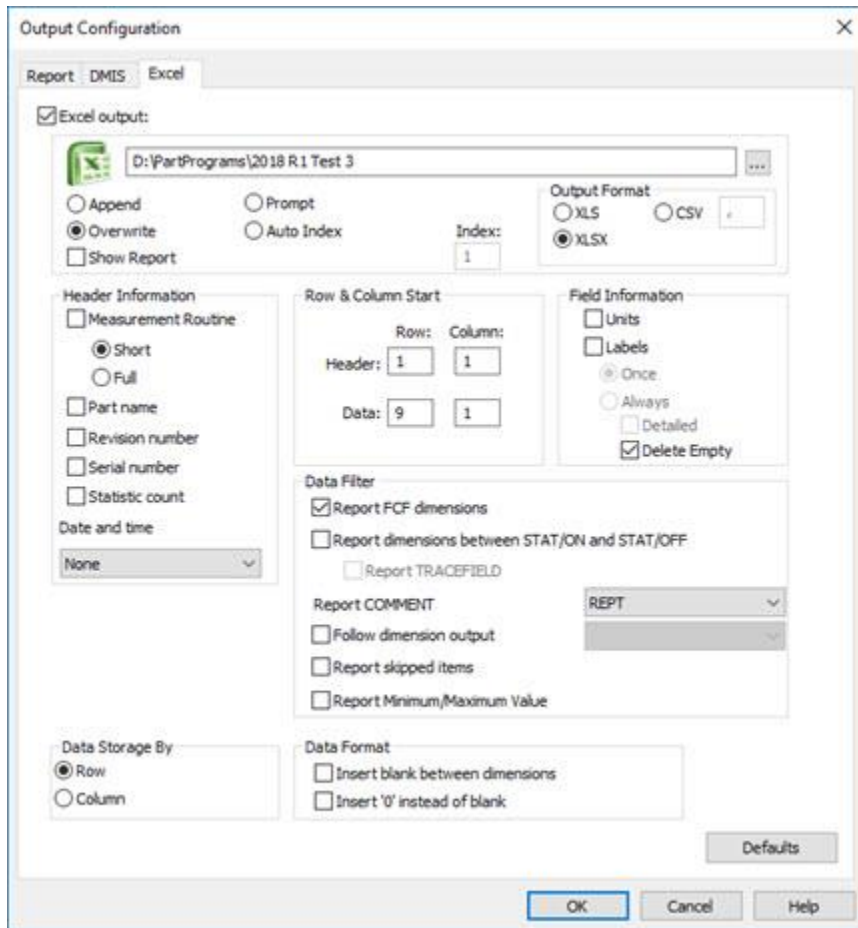 Output Configuration
Report DMIS Excel
Excel output:
D:\PartPrograms\2018 R1 Test 3
...
Append
Prompt
Overwrite
Auto Index
Show Report
Index:
1
Output Format
XLS
CSV
,
XLSX
Header Information
Measurement Routine
Short
Full
Part name
Revision number
Serial number
Statistic count
Date and time
None
Row & Column Start
Row: Column:
Header: 1 1
Data: 9 1
Field Information
Units
Labels
Once
Always
Detailed
Delete Empty
Data Filter
Report FCF dimensions
Report dimensions between STAT/ON and STAT/OFF
Report TRACEFIELD
Report COMMENT
REPT
Follow dimension output
Report skipped items
Report Minimum/Maximum Value
Data Storage By
Row
Column
Data Format
Insert blank between dimensions
Insert '0' instead of blank
Defaults
OK
Cancel
Help